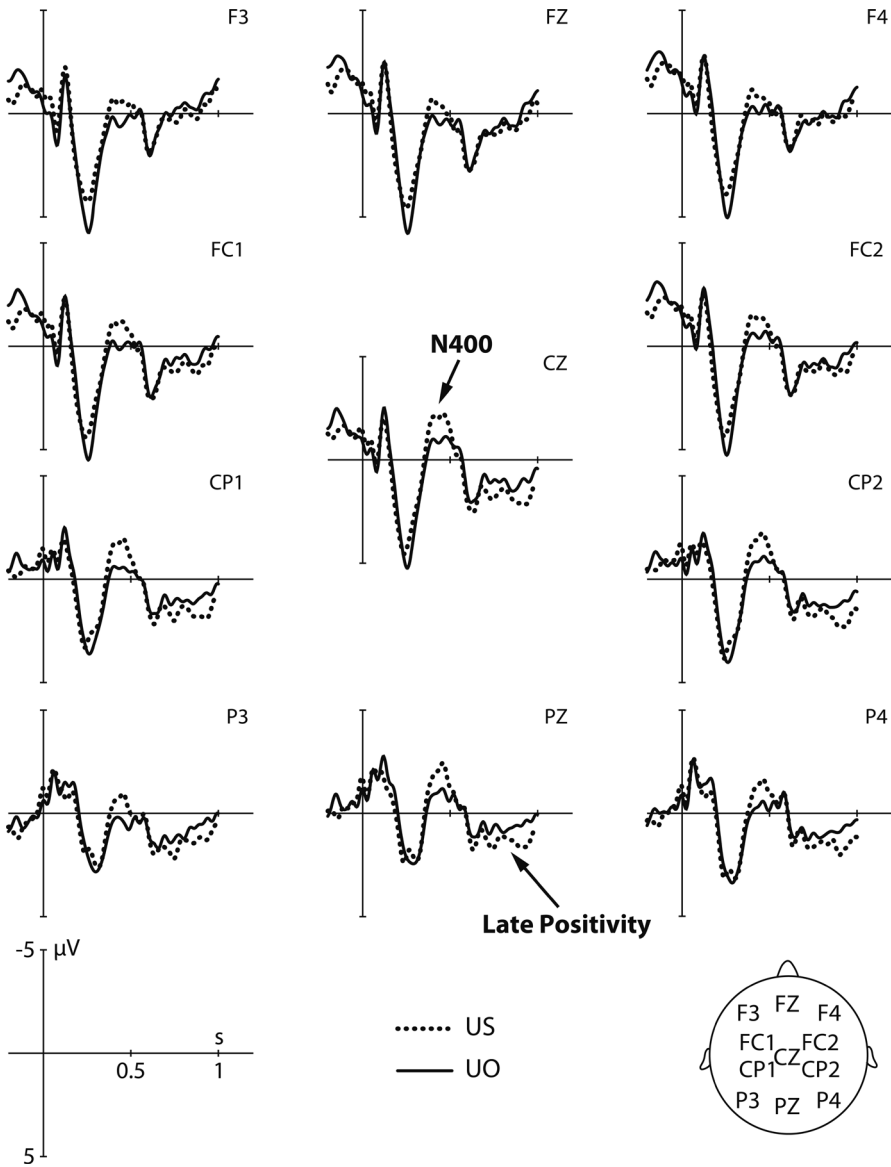 F3
FZ
F4
FC1
FC2
N400
CZ
CP1
CP2
P3
PZ
P4
Late Positivity
-5 µV
s
0.5 1
5
US
UO
F3 FZ F4
FC1 CZ FC2
CP1 CP2
P3 PZ P4